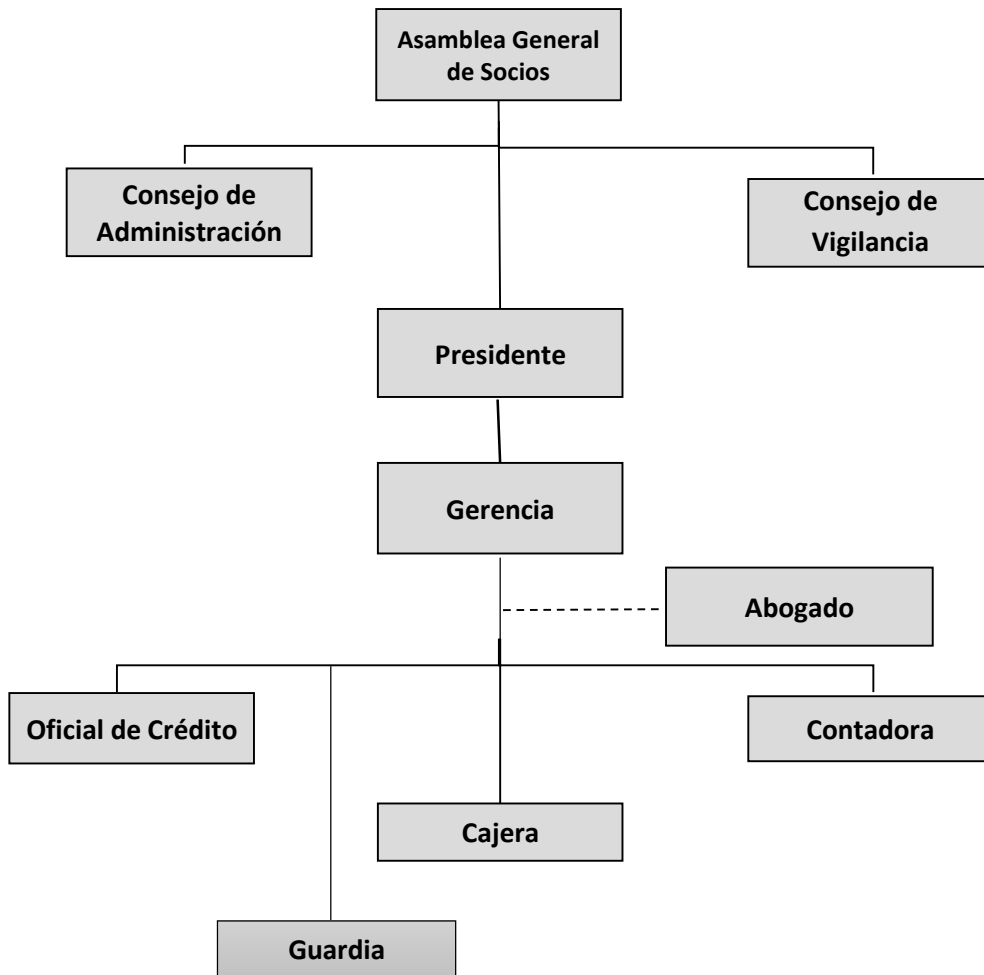 Asamblea General
de Socios
Consejo de
Administración
Consejo de
Vigilancia
Presidente
Gerencia
Abogado
Oficial de Crédito
Contadora
Cajera
Guardia